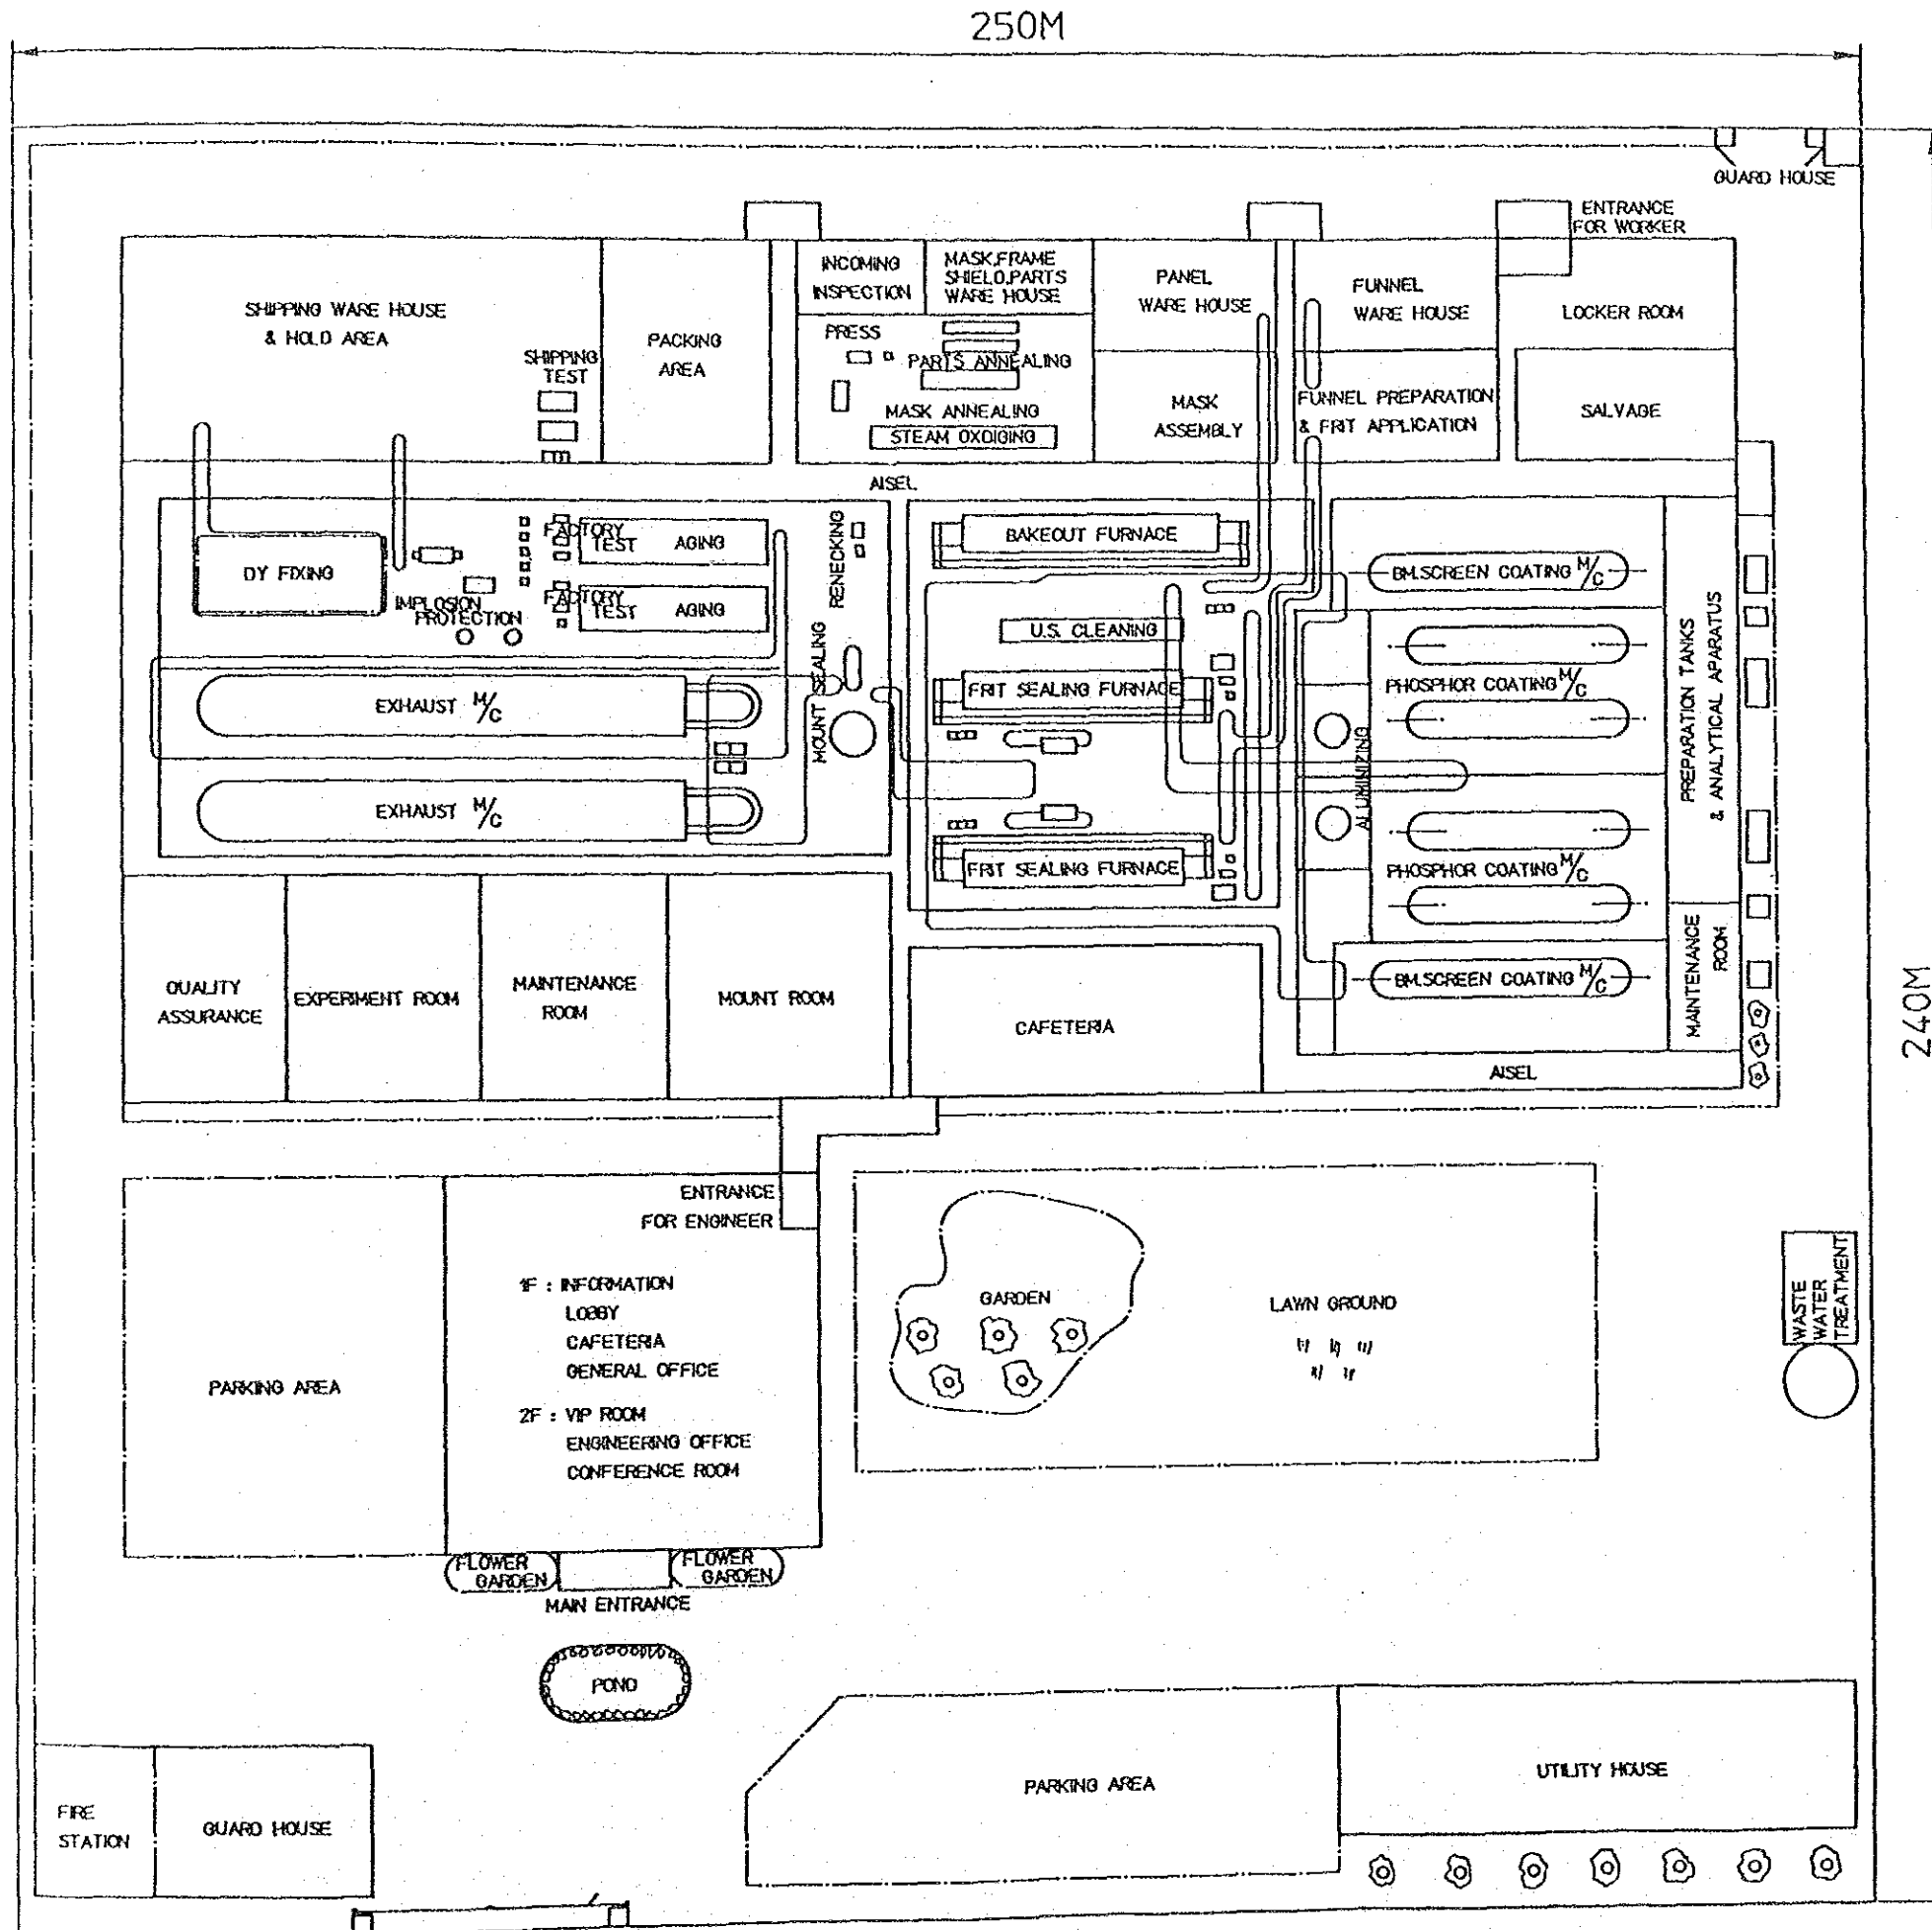 250M
GUARD HOUSE
ENTRANCE
FOR WORKER
SHIPPING WARE HOUSE
& HOLD AREA
SHIPPING
TEST
PACKING
AREA
INCOMING
INSPECTION
MASK,FRAME
SHIELD,PARTS
WARE HOUSE
PANEL
WARE HOUSE
FUNNEL
WARE HOUSE
LOCKER ROOM
PRESS
PARTS ANNEALING
MASK ANNEALING
STEAM OXDIGING
MASK
ASSEMBLY
FUNNEL PREPARATION
& FRIT APPLICATION
SALVAGE
AISEL
DY FIXING
IMPLOSION
PROTECTION
FACTORY
TEST
AGING
FACTORY
TEST
AGING
RENECKING
MOUNT SEALING
EXHAUST M/C
EXHAUST M/C
BAKEOUT FURNACE
U.S. CLEANING
FRIT SEALING FURNACE
FRIT SEALING FURNACE
ALUMINIZING
BM.SCREEN COATING M/C
PHOSPHOR COATING M/C
PHOSPHOR COATING M/C
BM.SCREEN COATING M/C
PREPARATION TANKS
& ANALYTICAL APARATUS
MAINTENANCE
ROOM
240M
QUALITY
ASSURANCE
EXPERIMENT ROOM
MAINTENANCE
ROOM
MOUNT ROOM
CAFETERIA
AISEL
ENTRANCE
FOR ENGINEER
1F : INFORMATION
LOBBY
CAFETERIA
GENERAL OFFICE
2F : VIP ROOM
ENGINEERING OFFICE
CONFERENCE ROOM
PARKING AREA
GARDEN
LAWN GROUND
WASTE
WATER
TREATMENT
FLOWER
GARDEN
FLOWER
GARDEN
MAIN ENTRANCE
POND
FIRE
STATION
GUARD HOUSE
PARKING AREA
UTILITY HOUSE